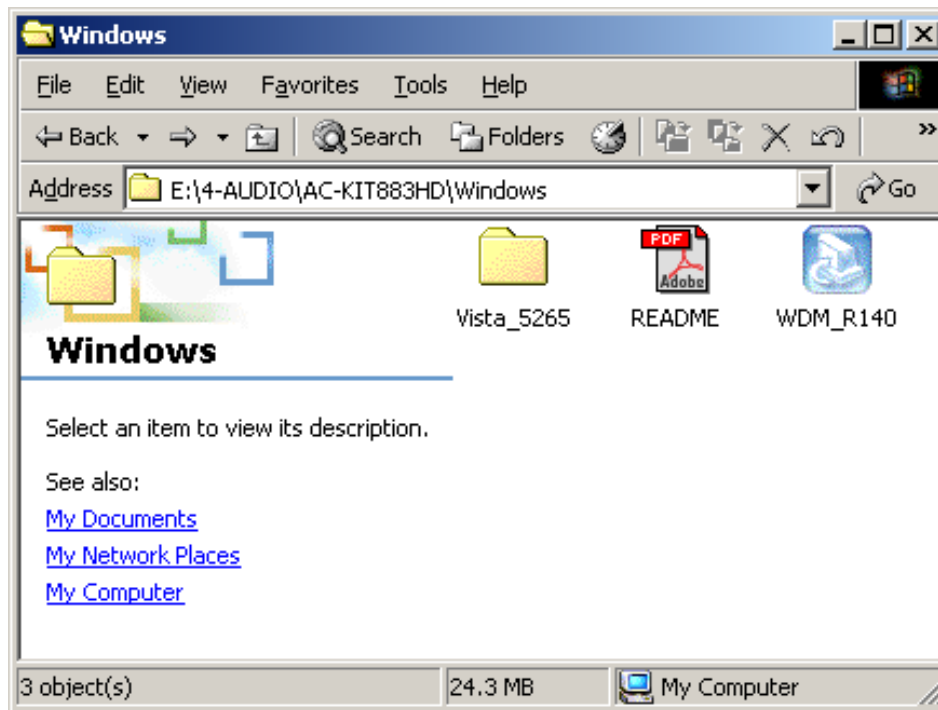 Windows
File Edit View Favorites Tools Help
Back Search Folders »
Address E:\4-AUDIO\AC-KIT883HD\Windows Go
PDF
Adobe
Vista_5265 README WDM_R140
Windows
Select an item to view its description.
See also:
My Documents
My Network Places
My Computer
3 object(s) 24.3 MB My Computer